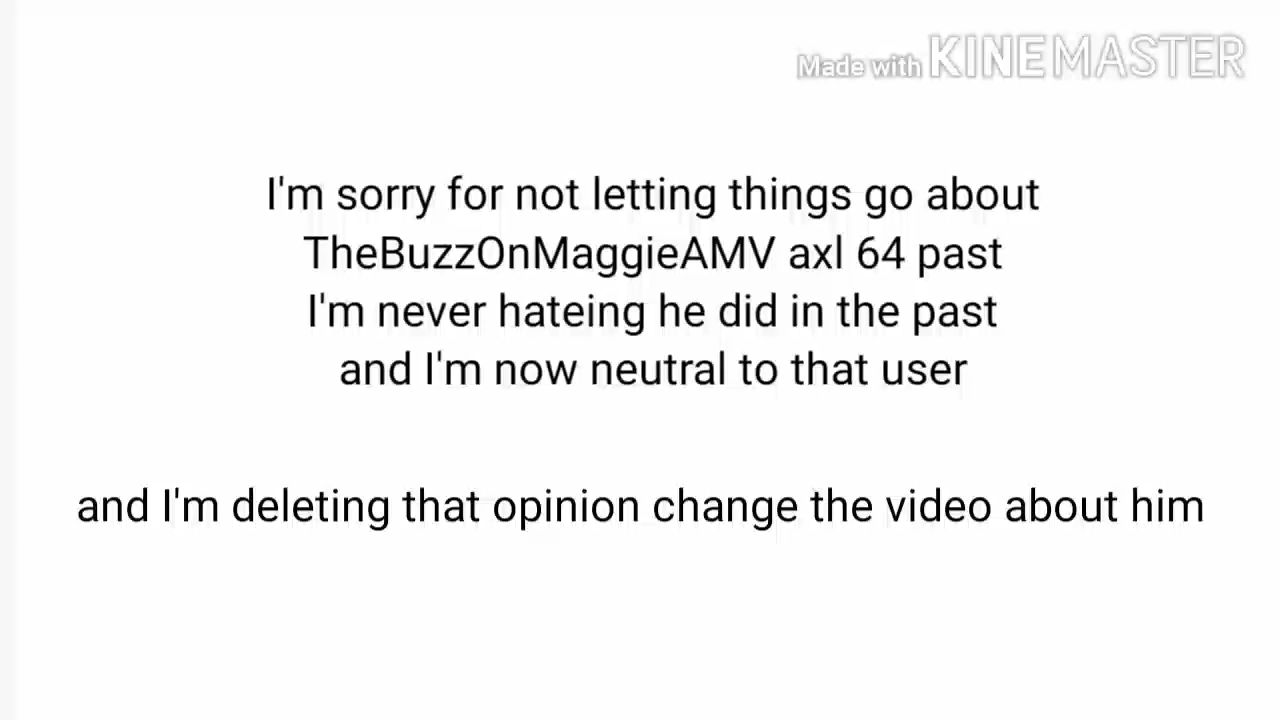 Made with KINEMASTER
I'm sorry for not letting things go about
TheBuzzOnMaggieAMV axl 64 past
I'm never hateing he did in the past
and I'm now neutral to that user
and I'm deleting that opinion change the video about him